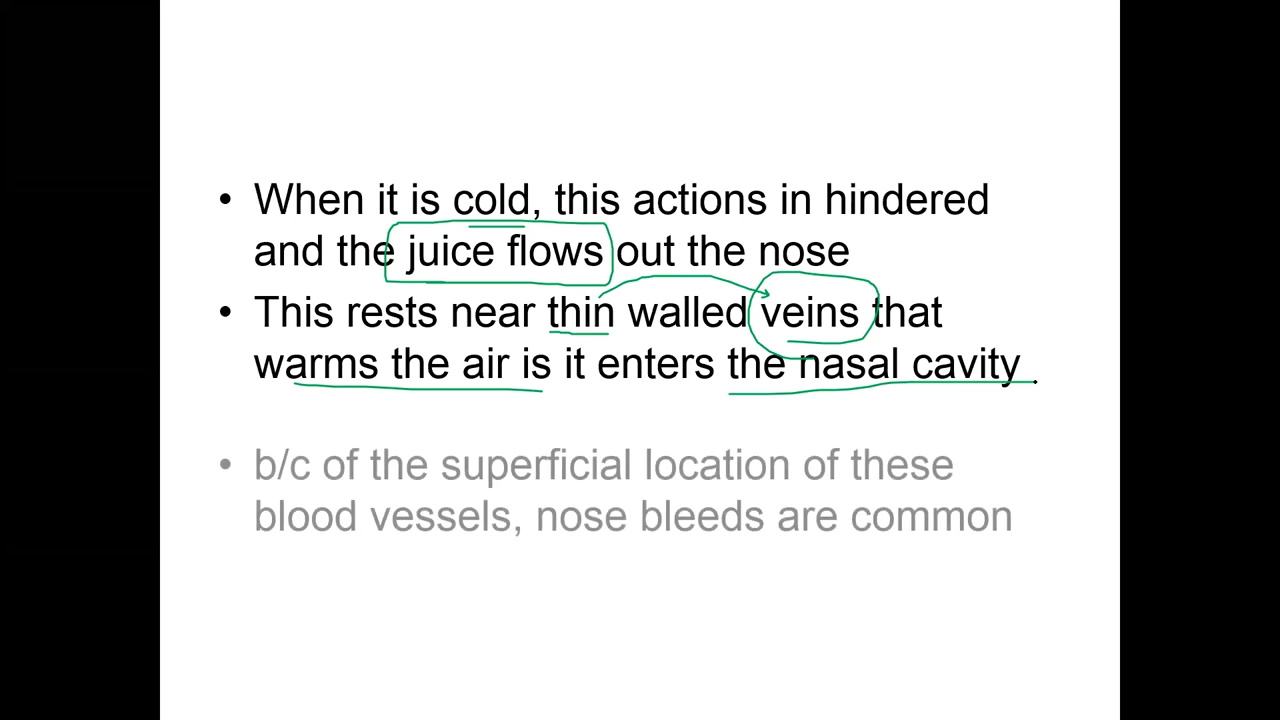 • When it is cold, this actions in hindered
and the juice flows out the nose
• This rests near thin walled veins that
warms the air is it enters the nasal cavity
• b/c of the superficial location of these
blood vessels, nose bleeds are common